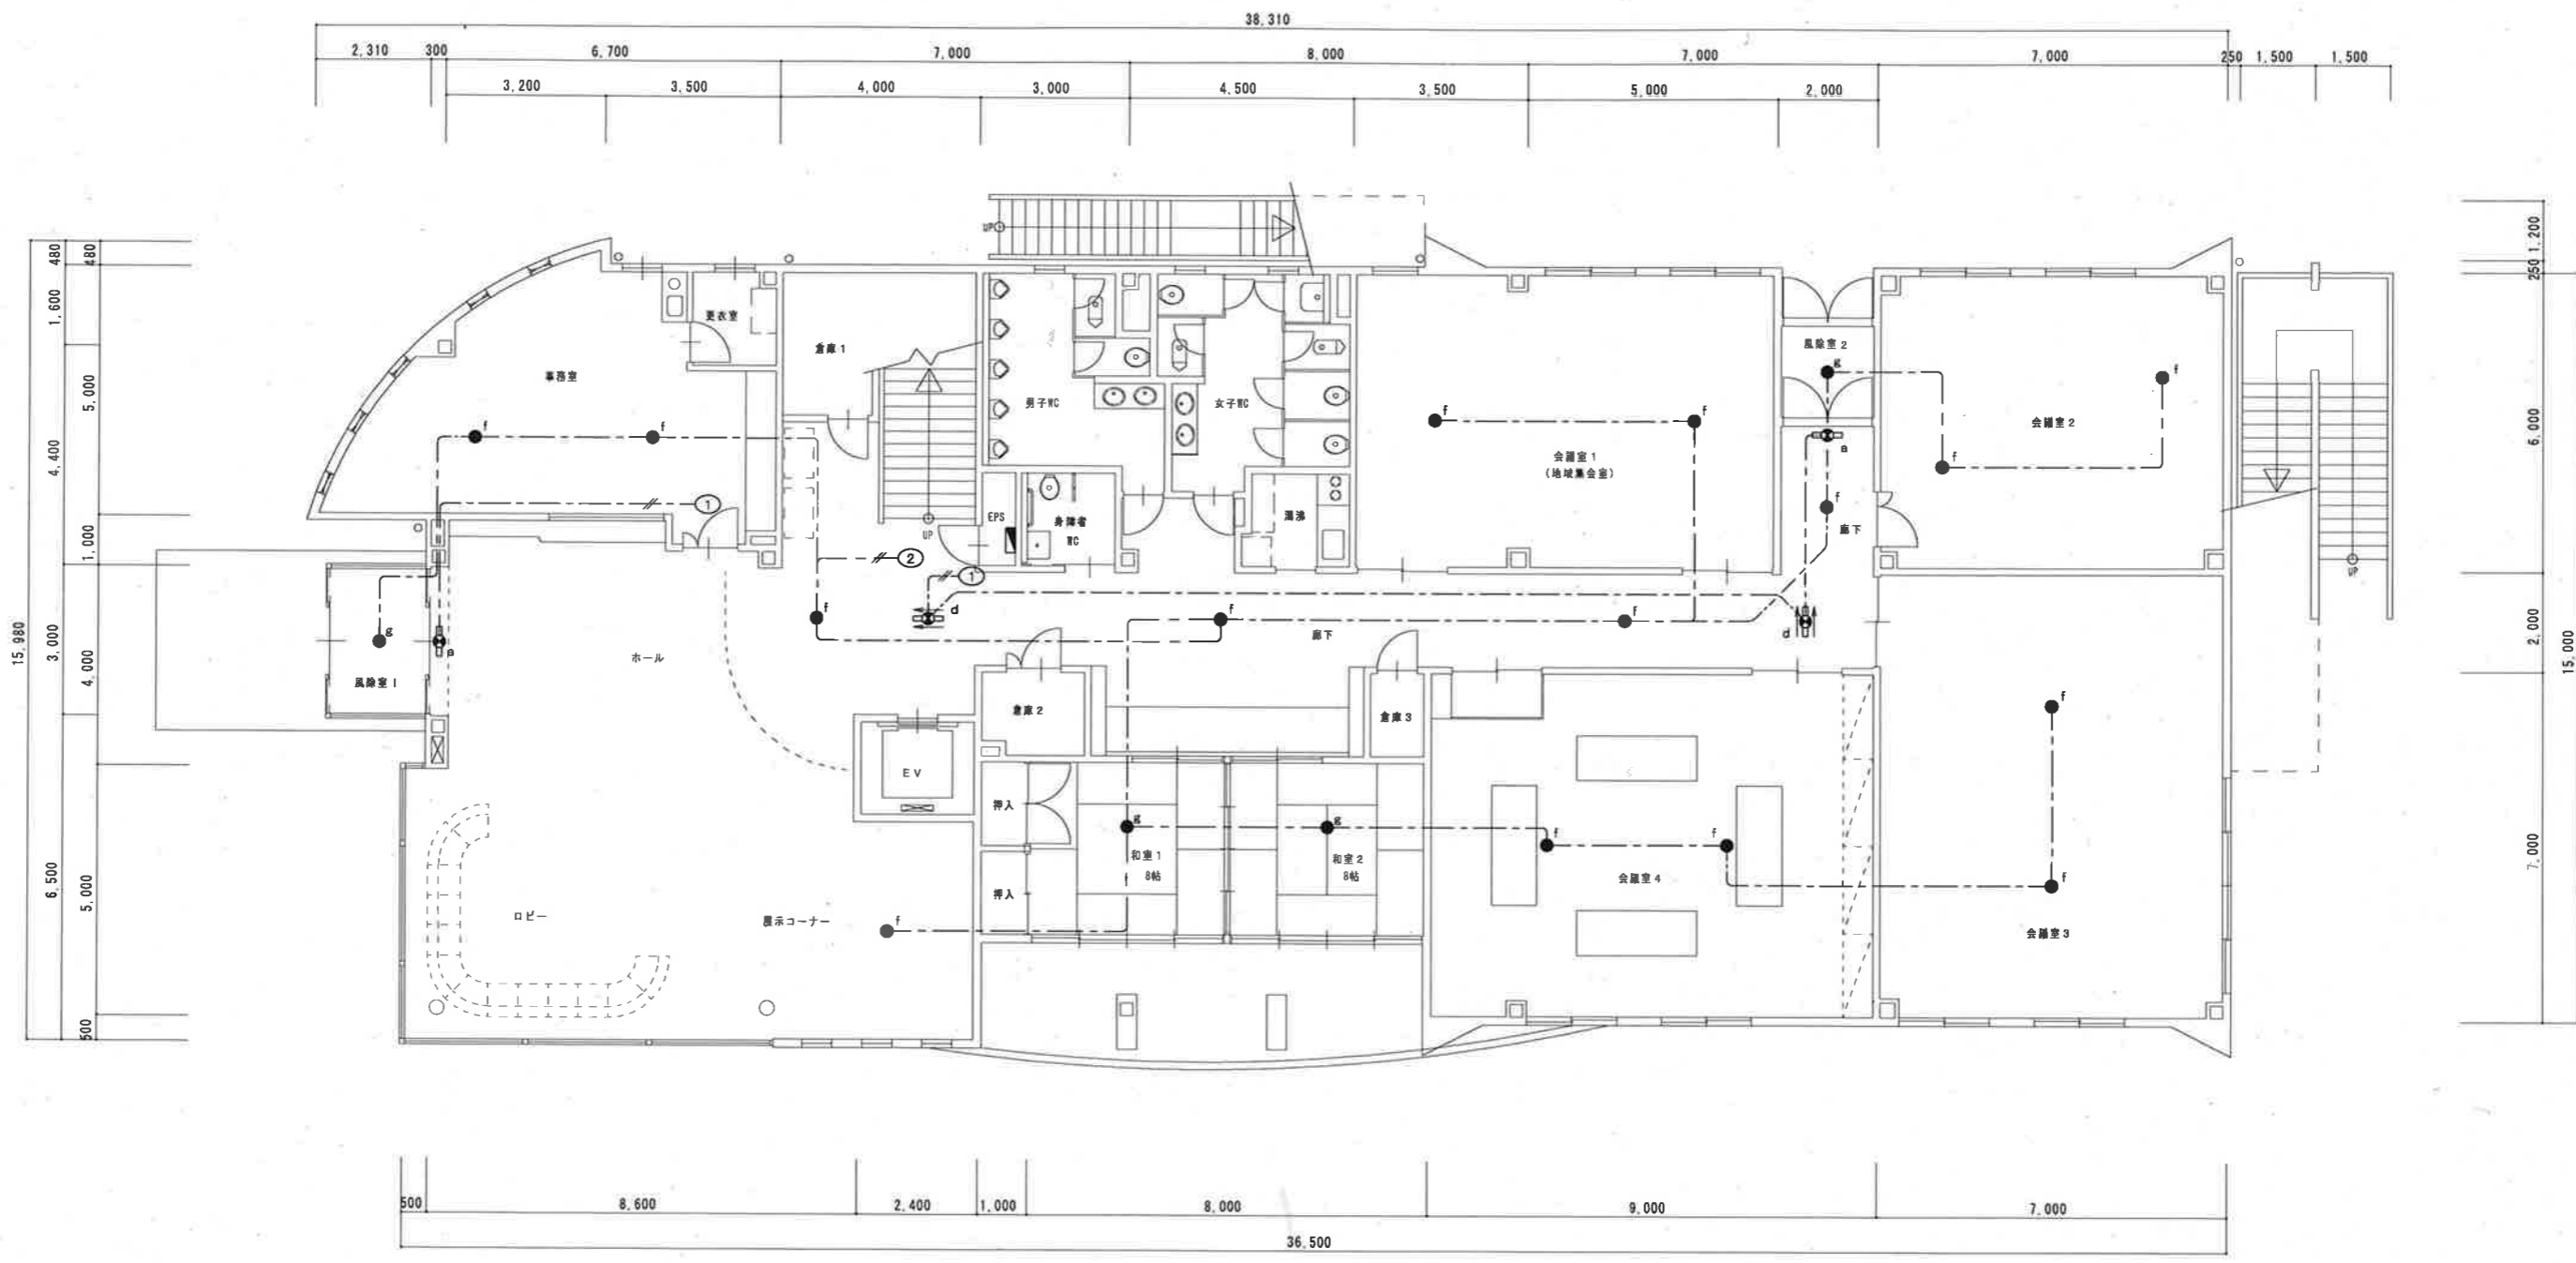 38,310
2,310 300 6,700 7,000 8,000 7,000 7,000 250 1,500 1,500
3,200 3,500 4,000 3,000 4,500 3,500 5,000 2,000
15,980
480 1,600 4,400 3,000 6,500
480 5,000 1,000 4,000 5,000
1,200 250 6,000 2,000 7,000
15,000
UP
更衣室
倉庫1
事務室
風除室2
g
f
f
会議室2
男子WC
女子WC
f
f
会議室1
(地域集会室)
a
f
f
f
f
廊下
1
EPS
身障者
WC
湯沸
UP
2
1
UP
f
d
f
f
d
廊下
g
a
風除室1
ホール
倉庫2
倉庫3
f
EV
押入
g
g
f
f
和室1
8帖
和室2
8帖
会議室4
f
押入
ロビー
展示コーナー
f
会議室3
500 8,600 2,400 1,000 8,000 9,000 7,000
36,500